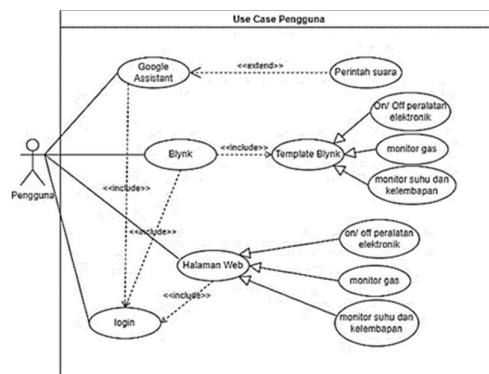 Use Case Pengguna
Google
Assistant
<<extend>>
Perintah suara
On/ Off peralatan
elektronik
Blynk
<<include>>
Template Blynk
monitor gas
Pengguna
<<include>>
monitor suhu dan
kelembapan
<<include>>
on/ off peralatan
elektronik
Halaman Web
monitor gas
<<include>>
login
monitor suhu dan
kelembapan